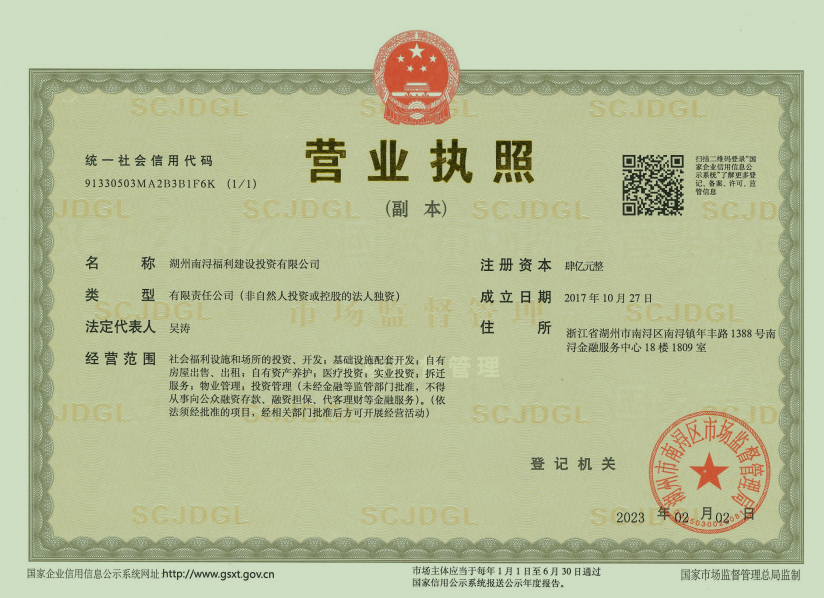 营业执照
(副 本)
统一社会信用代码
91330503MA2B3B1F6K (1/1)
扫描二维码登录“国
家企业信用信息公
示系统”了解更多登
记、备案、许可、监
管信息
名 称 湖州南浔福利建设投资有限公司
类 型 有限责任公司(非自然人投资或控股的法人独资)
法定代表人 吴涛
经营范围 社会福利设施和场所的投资、开发;基础设施配套开发;自有
房屋出售、出租;自有资产养护;医疗投资;实业投资;拆迁
服务;物业管理;投资管理(未经金融等监管部门批准,不得
从事向公众融资存款、融资担保、代客理财等金融服务)。(依
法须经批准的项目,经相关部门批准后方可开展经营活动)
注册资本 肆亿元整
成立日期 2017年10月27日
住 所 浙江省湖州市南浔区南浔镇年丰路1388号南
浔金融服务中心18楼1809室
登记机关
湖州市南浔区市场监督管理局
2023 年 02 月 02 日
国家企业信用信息公示系统网址:http://www.gsxt.gov.cn
市场主体应当于每年1月1日至6月30日通过
国家信用公示系统报送公示年度报告。
国家市场监督管理总局监制
SCJDGL
市场监督管理